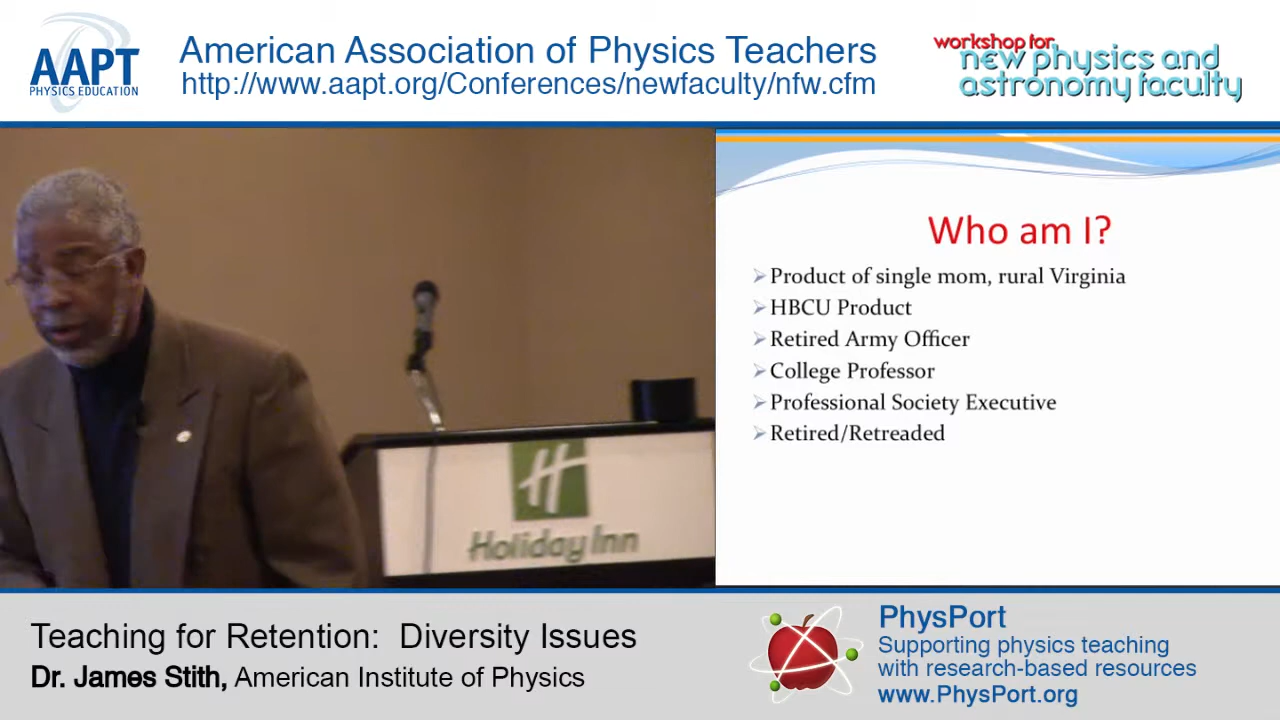 AAPT
PHYSICS EDUCATION
American Association of Physics Teachers
http://www.aapt.org/Conferences/newfaculty/nfw.cfm
workshop for
new physics and
astronomy faculty
Who am I?
Product of single mom, rural Virginia
HBCU Product
Retired Army Officer
College Professor
Professional Society Executive
Retired/Retreaded
H
Holiday Inn
Teaching for Retention: Diversity Issues
Dr. James Stith, American Institute of Physics
PhysPort
Supporting physics teaching
with research-based resources
www.PhysPort.org